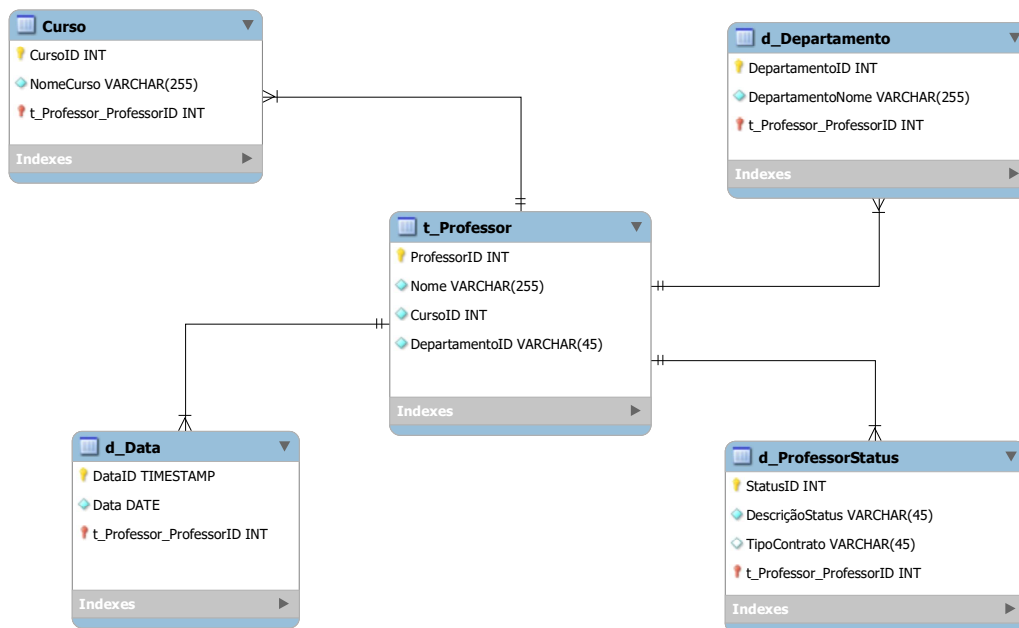 Curso
CursoID INT
NomeCurso VARCHAR(255)
t_Professor_ProfessorID INT
Indexes
d_Departamento
DepartamentoID INT
DepartamentoNome VARCHAR(255)
t_Professor_ProfessorID INT
Indexes
t_Professor
ProfessorID INT
Nome VARCHAR(255)
CursoID INT
DepartamentoID VARCHAR(45)
Indexes
d_Data
DataID TIMESTAMP
Data DATE
t_Professor_ProfessorID INT
Indexes
d_ProfessorStatus
StatusID INT
DescriçãoStatus VARCHAR(45)
TipoContrato VARCHAR(45)
t_Professor_ProfessorID INT
Indexes